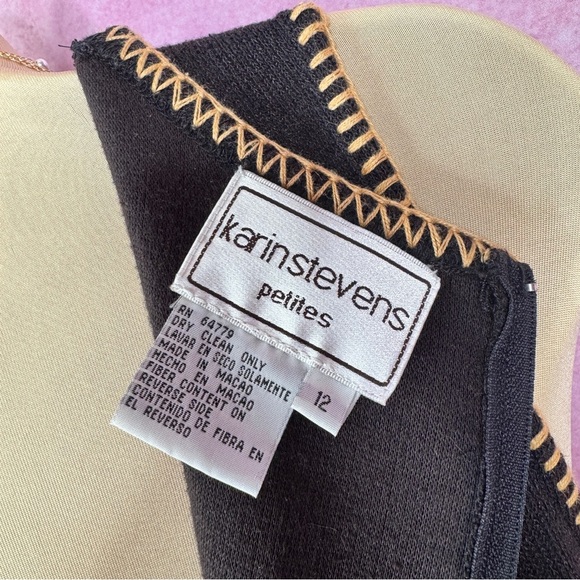 karinstevens
petites
12
RN 64779
DRY CLEAN ONLY
LAVAR EN SECO SOLAMENTE
MADE IN MACAO
HECHO EN MACAO
FIBER CONTENT ON
REVERSE SIDE
CONTENIDO DE FIBRA EN
EL REVERSO